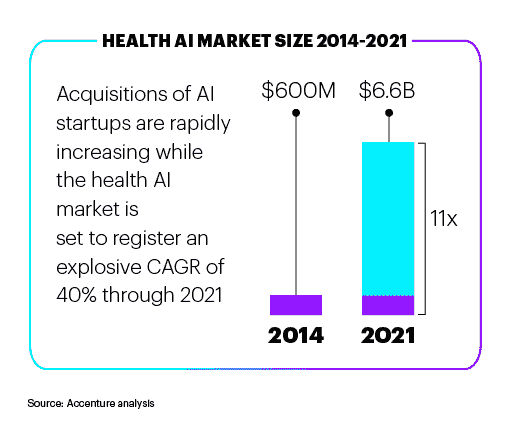 HEALTH AI MARKET SIZE 2014-2021
Acquisitions of AI
startups are rapidly
increasing while
the health AI
market is
set to register an
explosive CAGR of
40% through 2021
$600M
$6.6B
11x
2014
2021
Source: Accenture analysis